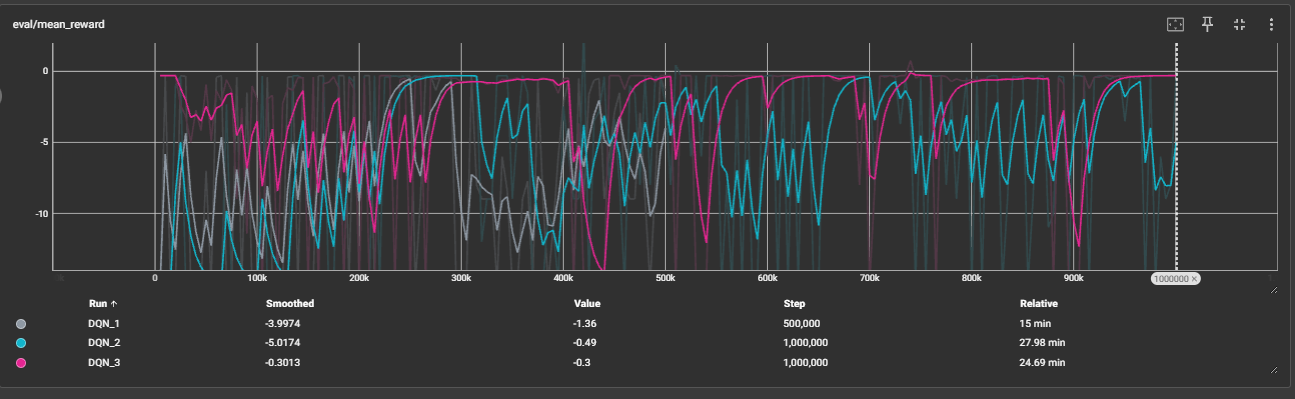 eval/mean_reward
0
-5
-10
0 100k 200k 300k 400k 500k 600k 700k 800k 900k 1000000 ×
Run ↑ Smoothed Value Step Relative
DQN_1 -3.9974 -1.36 500,000 15 min
DQN_2 -5.0174 -0.49 1,000,000 27.98 min
DQN_3 -0.3013 -0.3 1,000,000 24.69 min